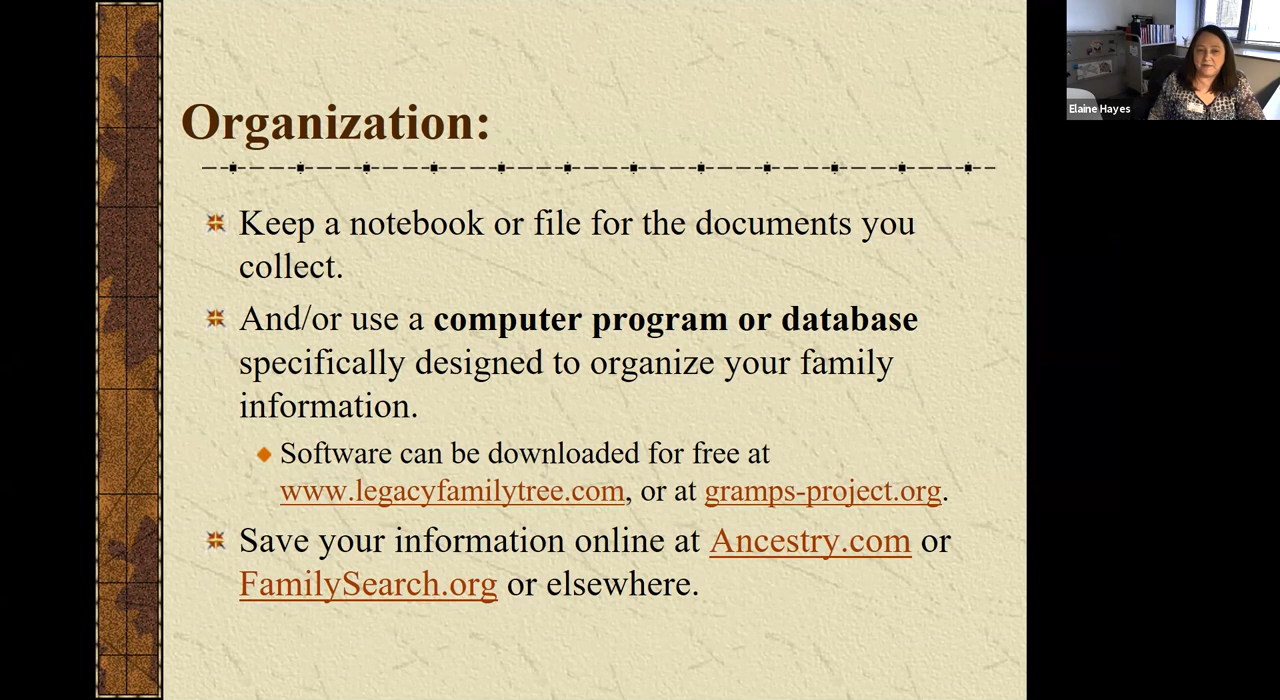 Organization:
Keep a notebook or file for the documents you
collect.
And/or use a computer program or database
specifically designed to organize your family
information.
Software can be downloaded for free at
www.legacyfamilytree.com, or at gramps-project.org.
Save your information online at Ancestry.com or
FamilySearch.org or elsewhere.
Elaine Hayes